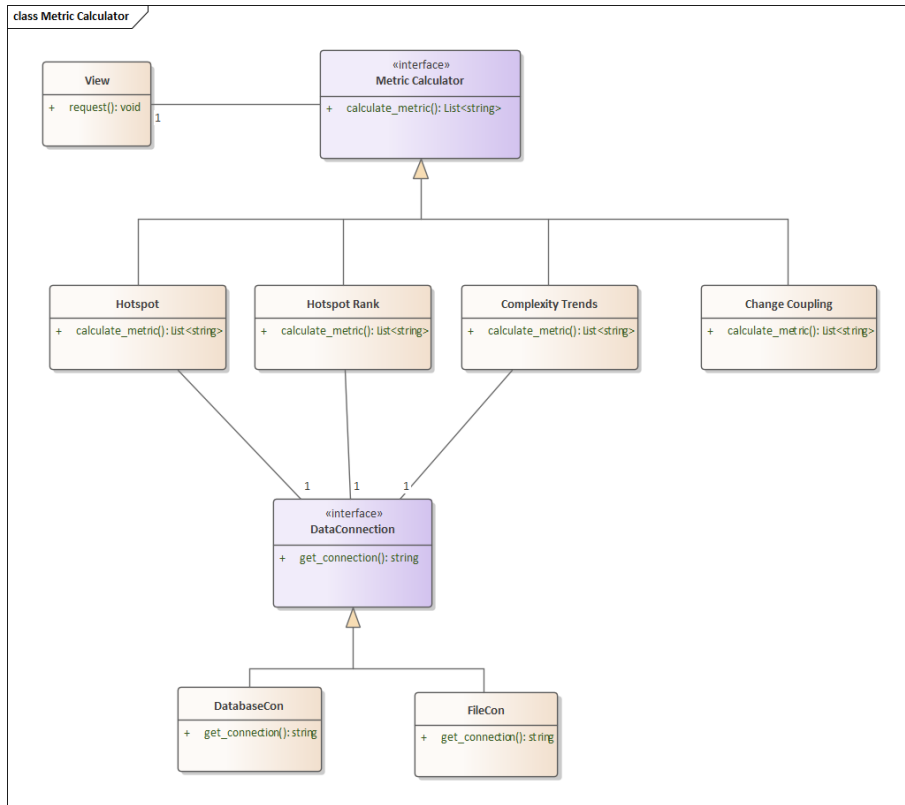 class Metric Calculator
View
+ request(): void
1
«interface»
Metric Calculator
+ calculate_metric(): List<string>
Hotspot
+ calculate_metric(): List<string>
Hotspot Rank
+ calculate_metric(): List<string>
Complexity Trends
+ calculate_metric(): List<string>
Change Coupling
+ calculate_metric(): List<string>
1
1
1
«interface»
DataConnection
+ get_connection(): string
DatabaseCon
+ get_connection(): string
FileCon
+ get_connection(): string